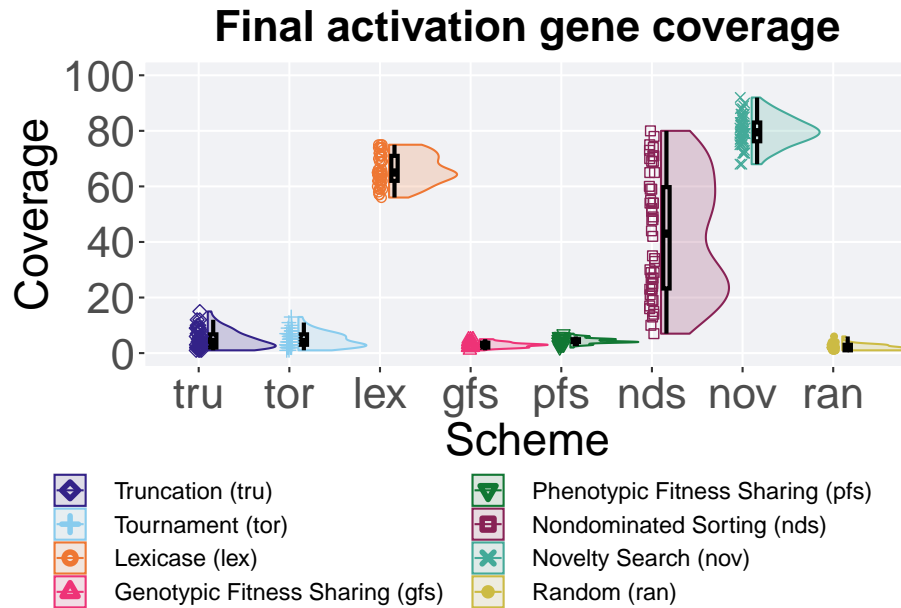 Final activation gene coverage
Coverage
100
80
60
40
20
0
tru tor lex gfs pfs nds nov ran
Scheme
Truncation (tru)
Tournament (tor)
Lexicase (lex)
Genotypic Fitness Sharing (gfs)
Phenotypic Fitness Sharing (pfs)
Nondominated Sorting (nds)
Novelty Search (nov)
Random (ran)